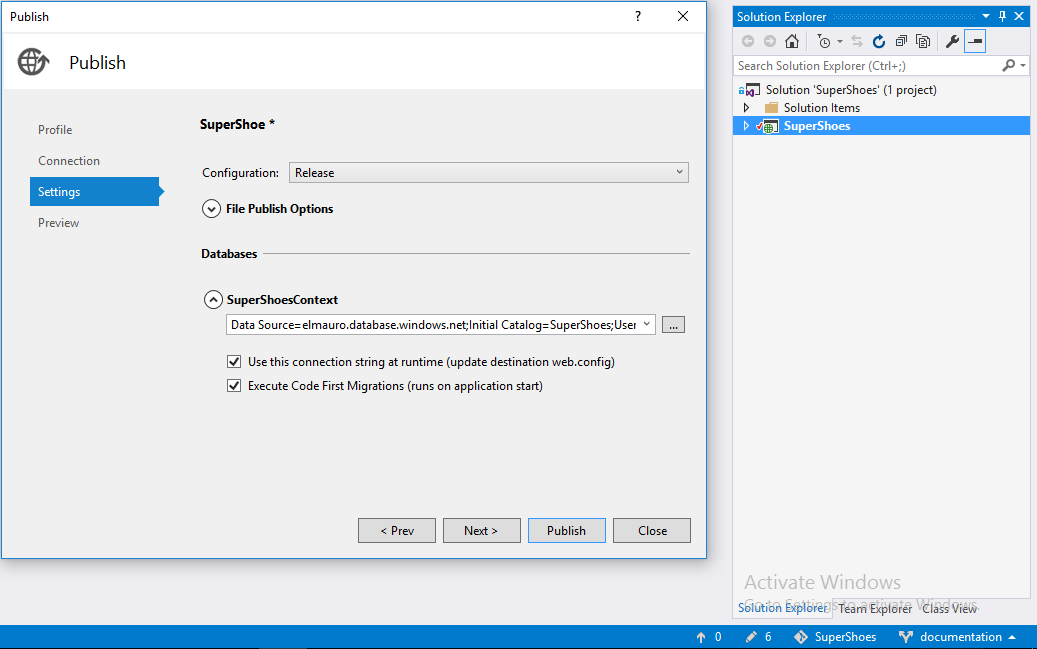 Publish
?
Publish
Profile
Connection
Settings
Preview
SuperShoe *
Configuration:
Release
File Publish Options
Databases
SuperShoesContext
Data Source=elmauro.database.windows.net;Initial Catalog=SuperShoes;User
...
Use this connection string at runtime (update destination web.config)
Execute Code First Migrations (runs on application start)
< Prev
Next >
Publish
Close
Solution Explorer
Search Solution Explorer (Ctrl+;)
Solution 'SuperShoes' (1 project)
Solution Items
SuperShoes
Activate Windows
Go to Settings to activate Windows.
Solution Explorer
Team Explorer
Class View
0
6
SuperShoes
documentation